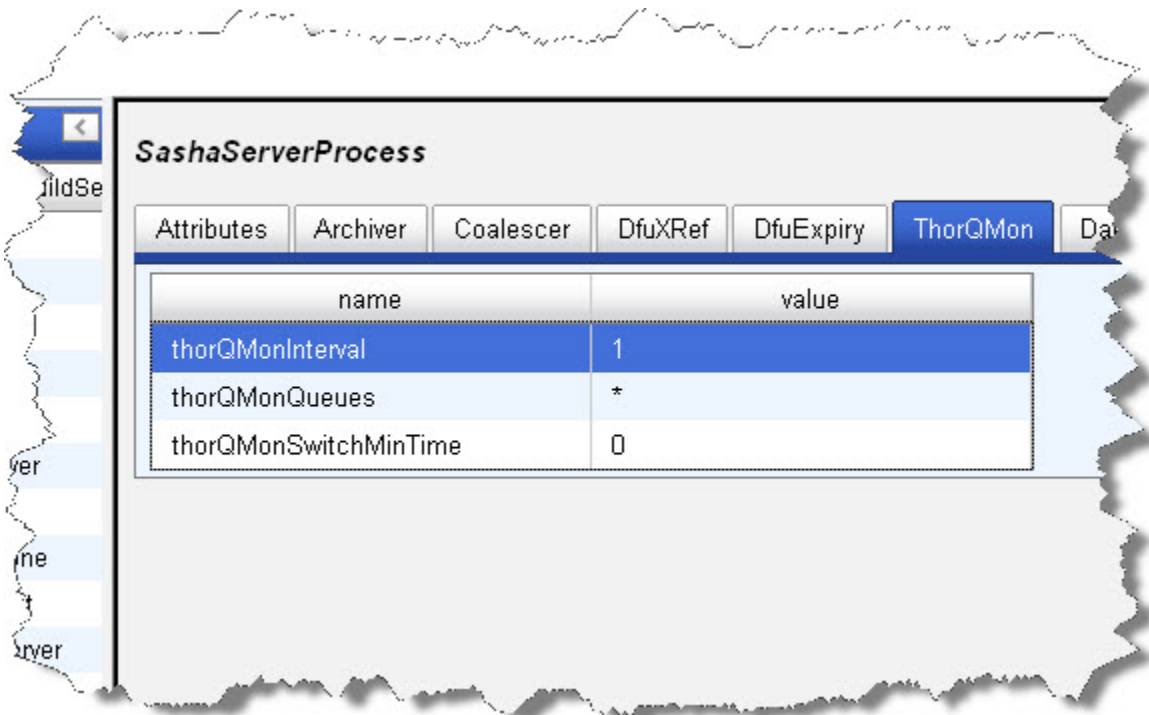 <
SashaServerProcess
Attributes Archiver Coalescer DfuXRef DfuExpiry ThorQMon
name value
thorQMonInterval 1
thorQMonQueues *
thorQMonSwitchMinTime 0